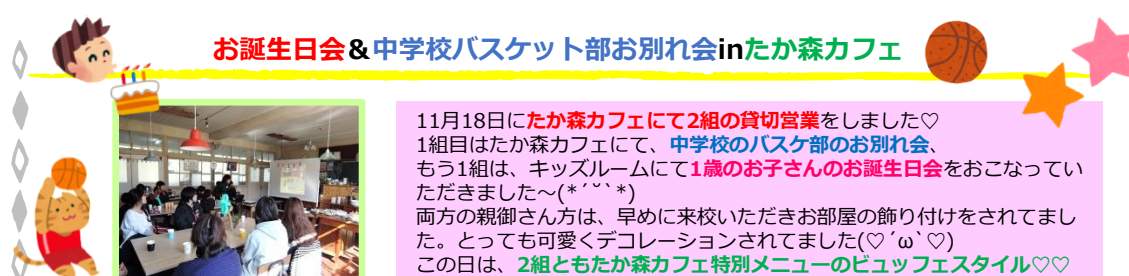 お誕生日会&中学校バスケット部お別れ会inたか森カフェ
11月18日にたか森カフェにて2組の貸切営業をしました♡
1組目はたか森カフェにて、中学校のバスケ部のお別れ会、
もう1組は、キッズルームにて1歳のお子さんのお誕生日会をおこなってい
ただきました～(*´˘`*)
両方の親御さん方は、早めに来校いただきお部屋の飾り付けをされてまし
た。とっても可愛くデコレーションされてました(♡´ω`♡)
この日は、2組ともたか森カフェ特別メニューのビュッフェスタイル♡♡